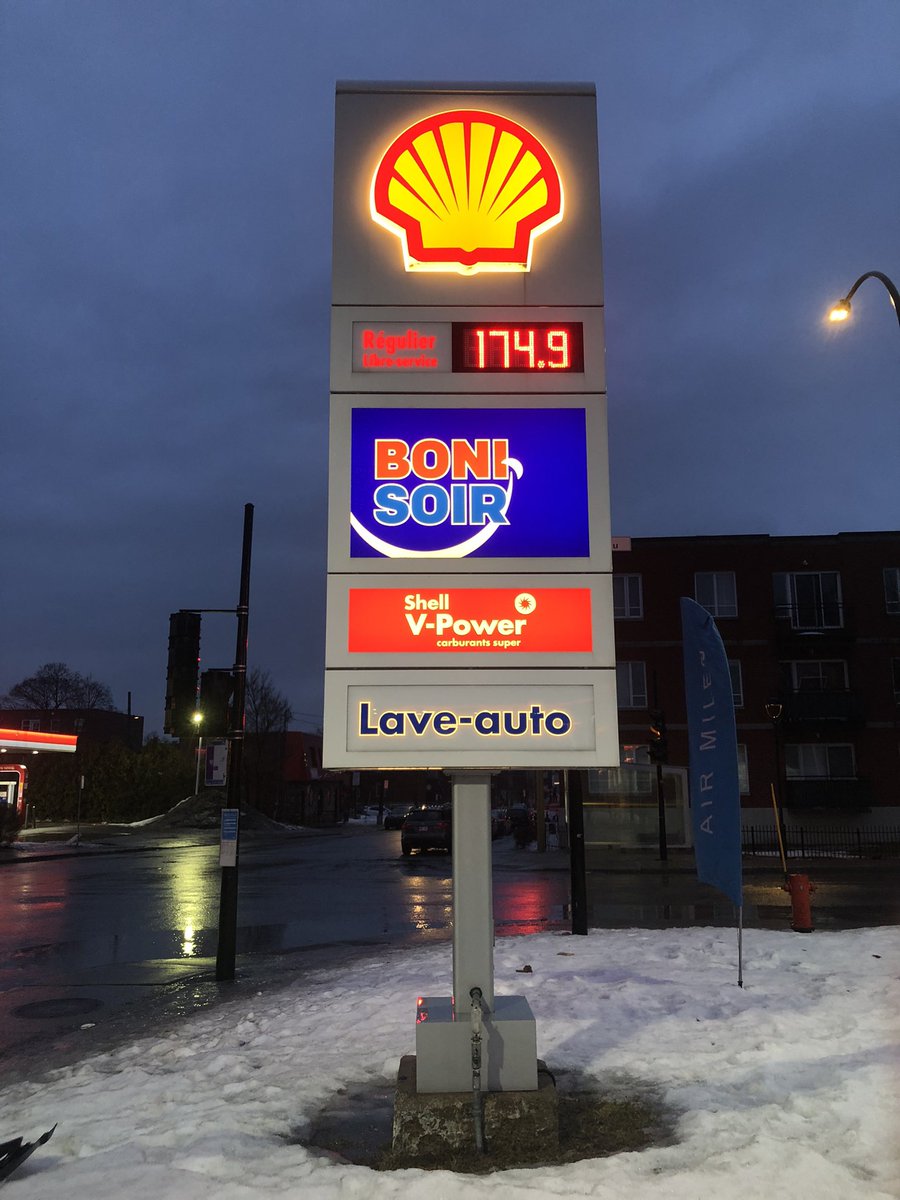 Régulier
Libre-service
174.9
BONI
SOIR
Shell
V-Power
carburants super
Lave-auto
AIR MILES